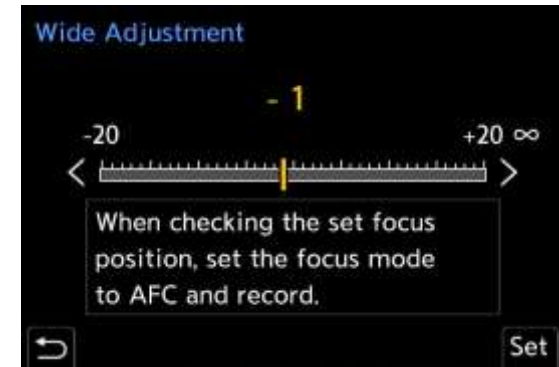 Wide Adjustment
- 1
-20 +20 ∞
When checking the set focus
position, set the focus mode
to AFC and record.
Set